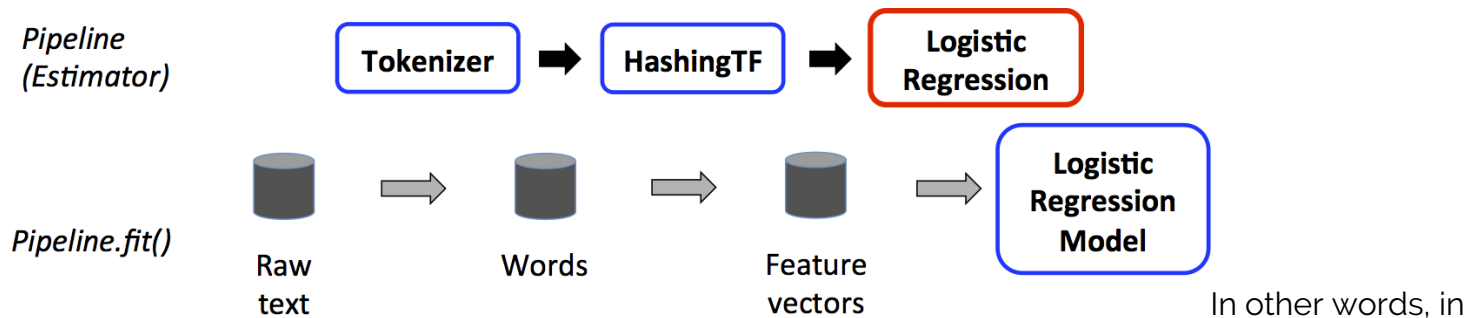 Pipeline
(Estimator)
Tokenizer
HashingTF
Logistic
Regression
Pipeline.fit()
Raw
text
Words
Feature
vectors
Logistic
Regression
Model
In other words, in